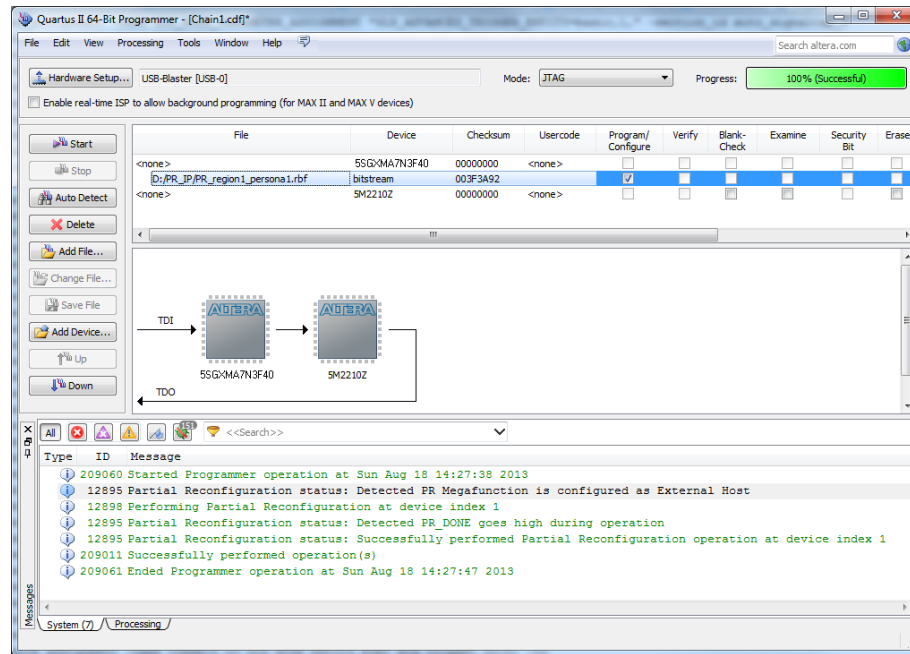 Quartus II 64-Bit Programmer - [Chain1.cdf]*
File Edit View Processing Tools Window Help
Search altera.com
Hardware Setup... USB-Blaster [USB-0] Mode: JTAG Progress: 100% (Successful)
Enable real-time ISP to allow background programming (for MAX II and MAX V devices)
File Device Checksum Usercode Program/ Configure Verify Blank- Check Examine Security Bit Erase
<none> 5SGXMA7N3F40 00000000 <none>
D:/PR_IP/PR_region1_persona1.rbf bitstream 003F3A92
<none> 5M2210Z 00000000 <none>
Start
Stop
Auto Detect
Delete
Add File...
Change File...
Save File
Add Device...
Up
Down
TDI ALTERA ALTERA
5SGXMA7N3F40 5M2210Z
TDO
All 151 <<Search>>
Type ID Message
209060 Started Programmer operation at Sun Aug 18 14:27:38 2013
12895 Partial Reconfiguration status: Detected PR Megafunction is configured as External Host
12898 Performing Partial Reconfiguration at device index 1
12895 Partial Reconfiguration status: Detected PR_DONE goes high during operation
12895 Partial Reconfiguration status: Successfully performed Partial Reconfiguration operation at device index 1
209011 Successfully performed operation(s)
209061 Ended Programmer operation at Sun Aug 18 14:27:47 2013
Messages
System (7) Processing